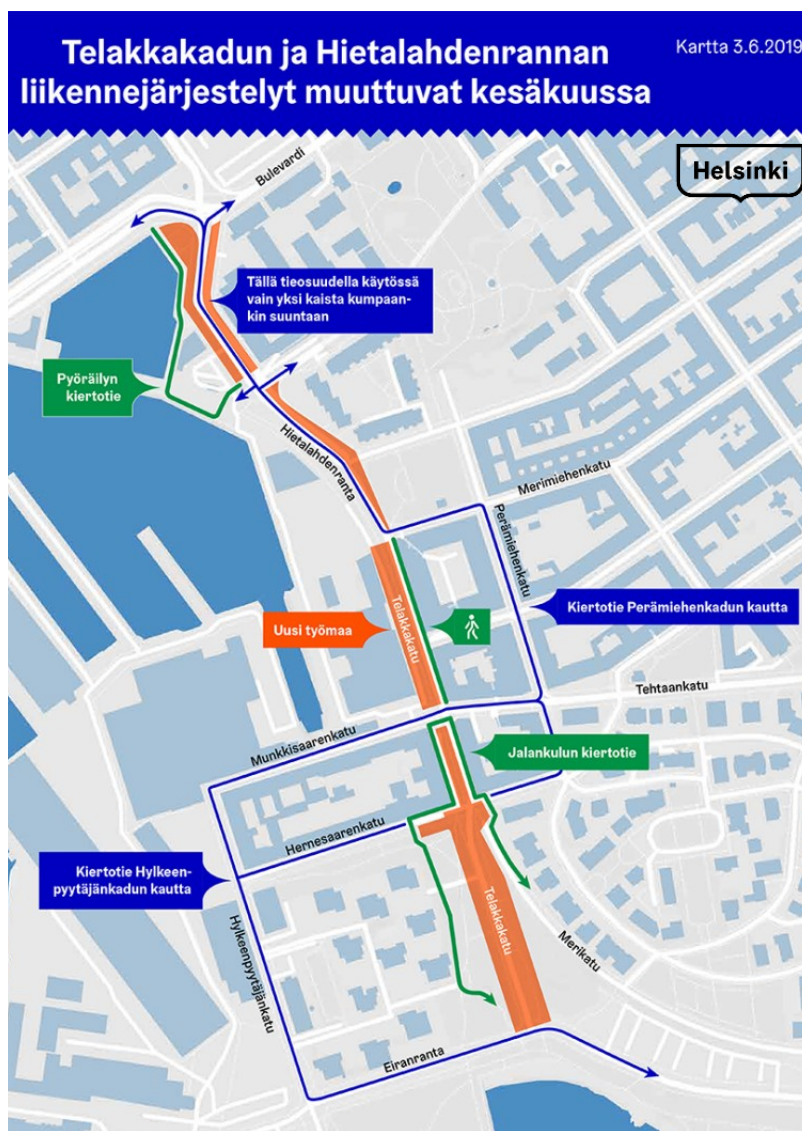 Telakkakadun ja Hietalahdenrannan
liikennejärjestelyt muuttuvat kesäkuussa
Kartta 3.6.2019
Helsinki
Bulevardi
Tällä tieosuudella käytössä
vain yksi kaista kumpaan-
kin suuntaan
Pyöräilyn
kiertotie
Hietalahdenranta
Merimiehenkatu
Perämiehenkatu
Kiertotie Perämiehenkadun kautta
Uusi työmaa
Telakkakatu
Tehtaankatu
Munkkisaarenkatu
Jalankulun kiertotie
Hernesaarenkatu
Kiertotie Hylkeen-
pyytäjänkadun kautta
Telakkakatu
Merikatu
Hylkeenpyytäjänkatu
Eiranranta